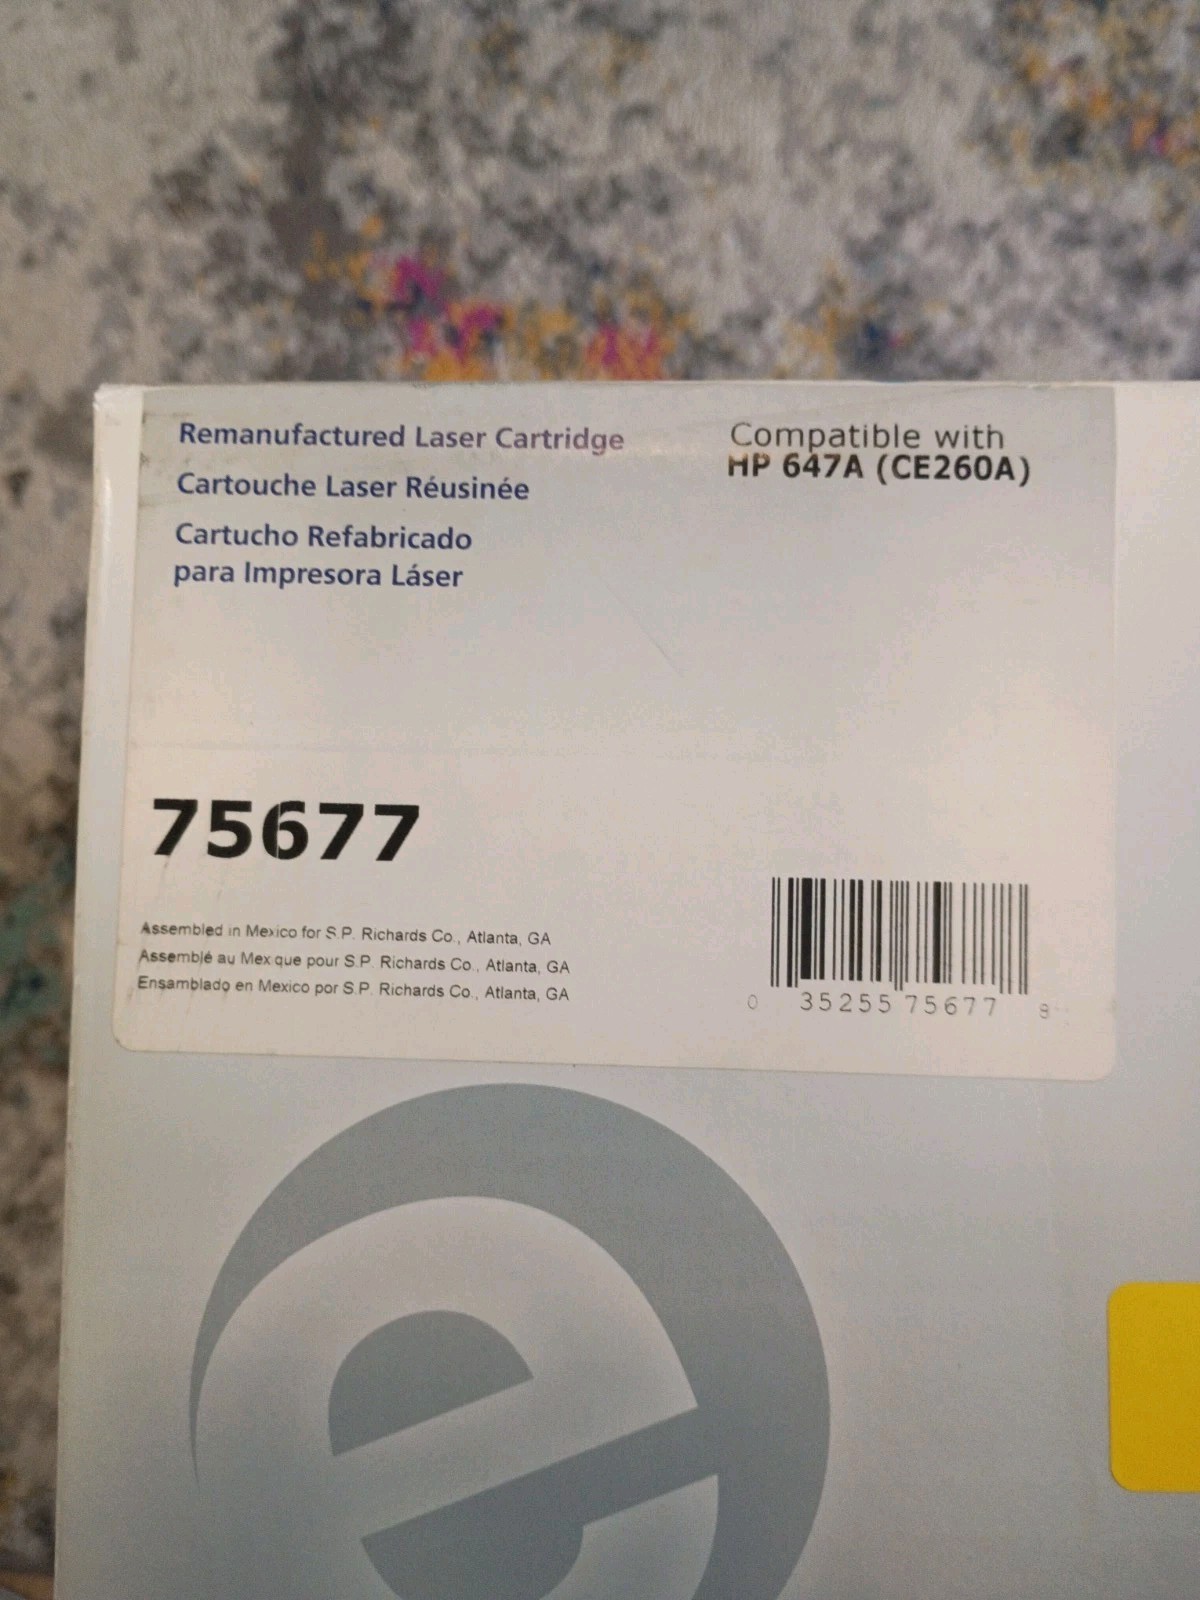 Remanufactured Laser Cartridge
Cartouche Laser Réusinée
Cartucho Refabricado
para Impresora Láser
Compatible with
HP 647A (CE260A)
75677
Assembled in Mexico for S.P. Richards Co., Atlanta, GA
Assemblé au Mexique pour S.P. Richards Co., Atlanta, GA
Ensamblado en Mexico por S.P. Richards Co., Atlanta, GA
0 35255 75677 8
e